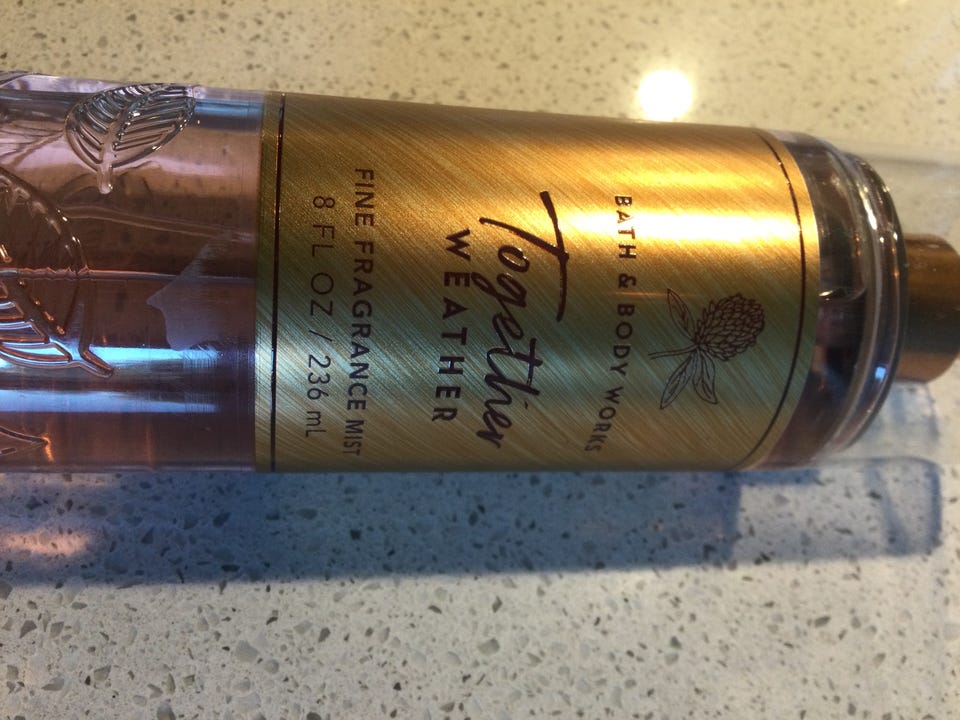 BATH & BODY WORKS
Together
WEATHER
FINE FRAGRANCE MIST
8 FL OZ / 236 mL